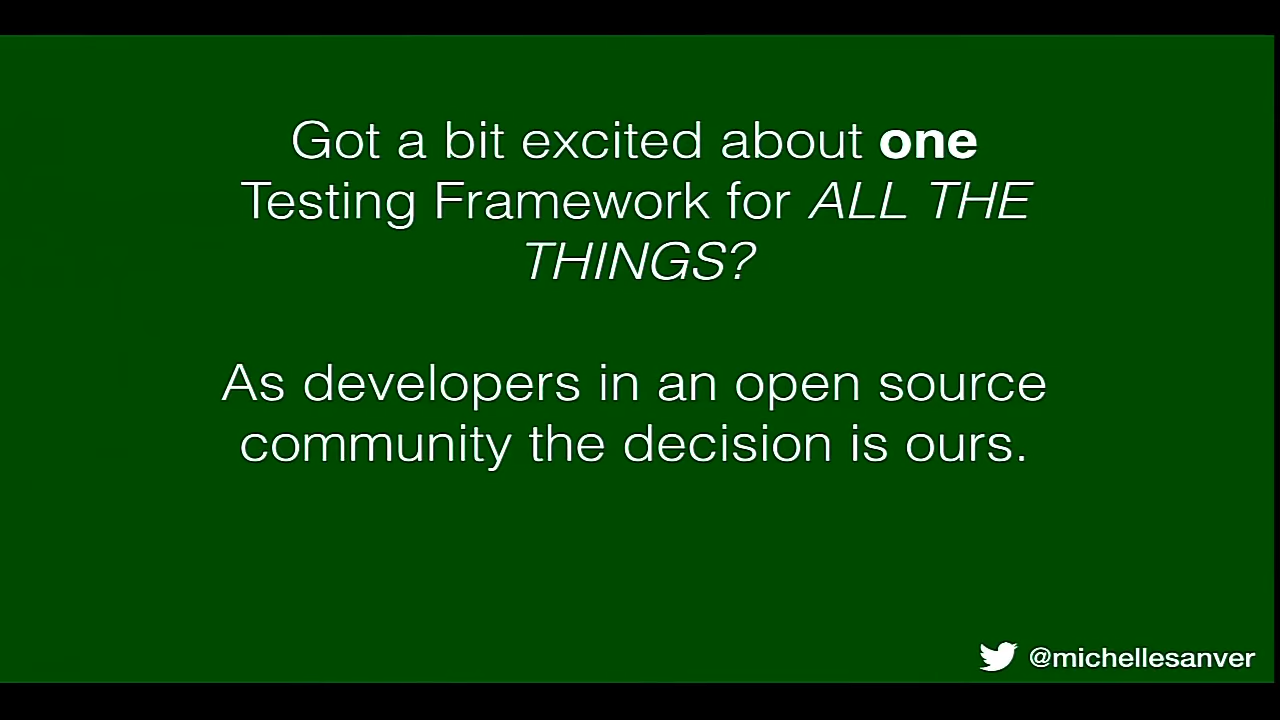 Got a bit excited about one
Testing Framework for ALL THE
THINGS?
As developers in an open source
community the decision is ours.
@michellesanver